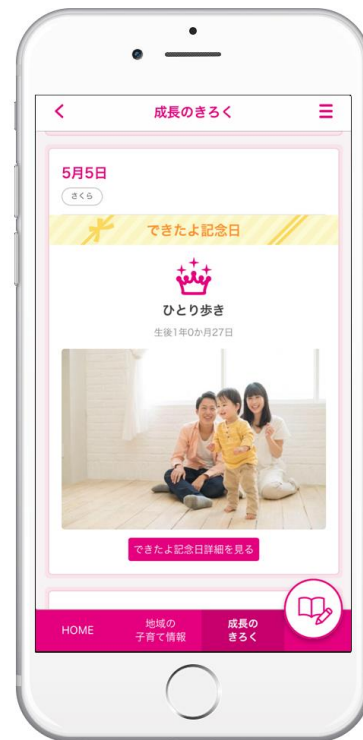 成長のきろく
5月5日
さくら
できたよ記念日
ひとり歩き
生後1年0か月27日
できたよ記念日詳細を見る
HOME
地域の
子育て情報
成長の
きろく